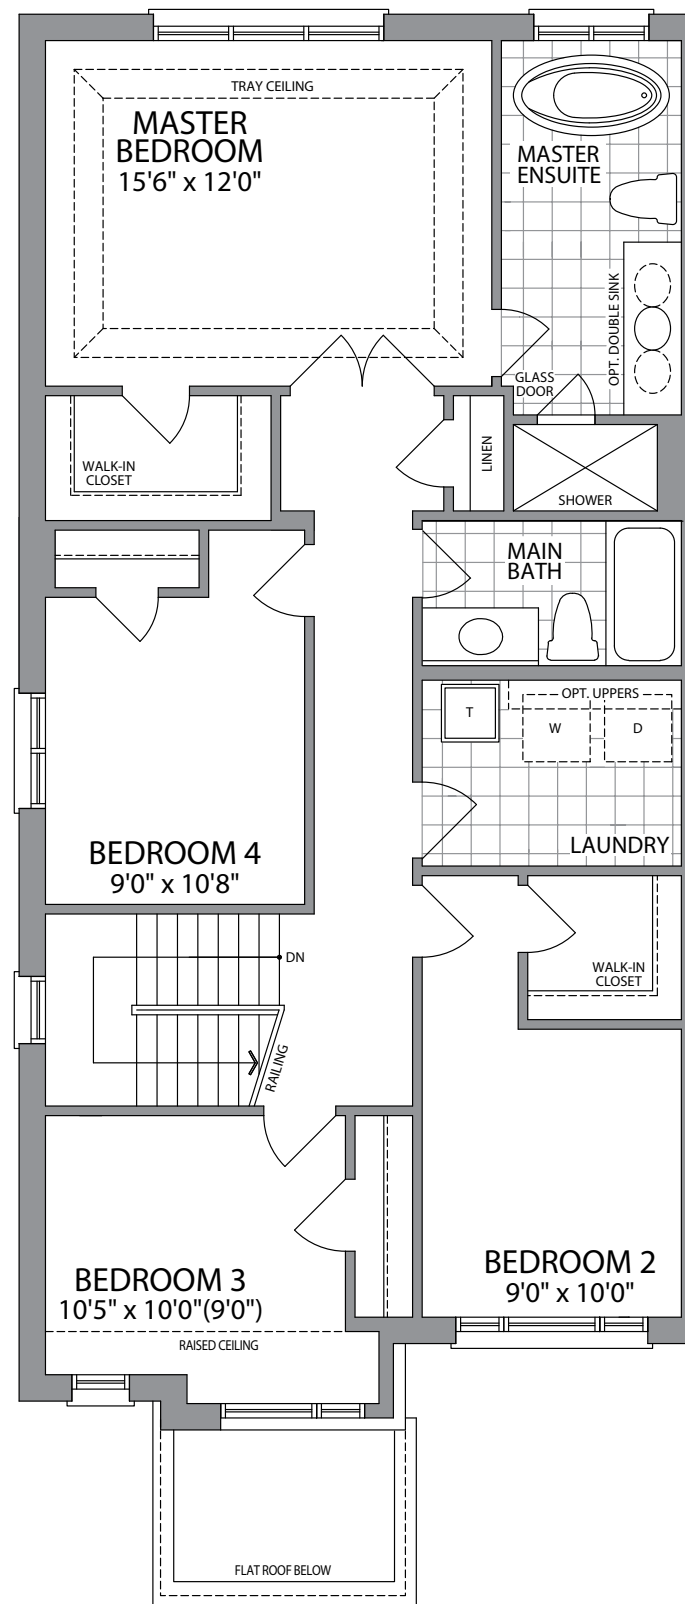 TRAY CEILING
MASTER
BEDROOM
15'6" x 12'0"
MASTER
ENSUITE
OPT. DOUBLE SINK
GLASS
DOOR
WALK-IN
CLOSET
LINEN
SHOWER
MAIN
BATH
OPT. UPPERS
T
W
D
LAUNDRY
BEDROOM 4
9'0" x 10'8"
DN
WALK-IN
CLOSET
RAILING
BEDROOM 2
9'0" x 10'0"
BEDROOM 3
10'5" x 10'0"(9'0")
RAISED CEILING
FLAT ROOF BELOW